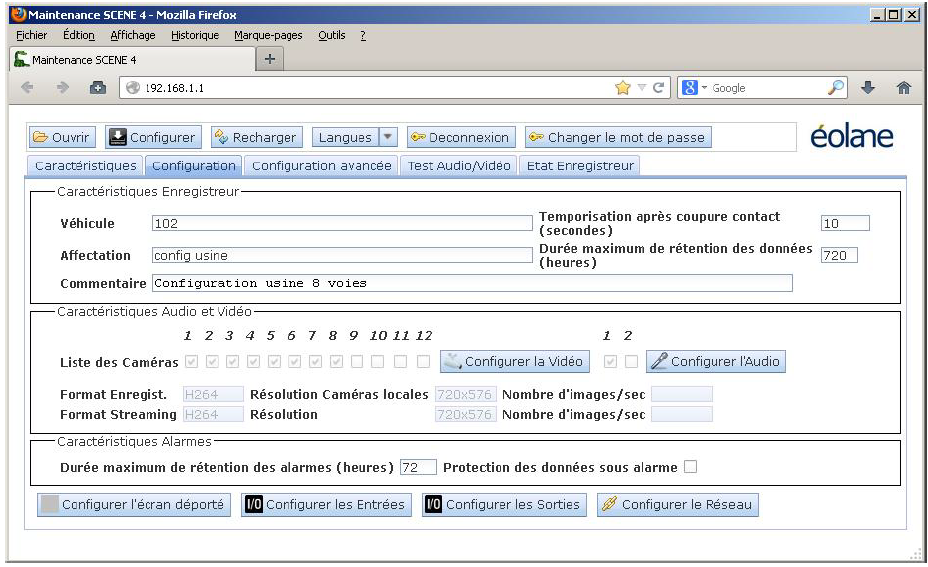 Maintenance SCENE 4 - Mozilla Firefox
Fichier Édition Affichage Historique Marque-pages Outils ?
Maintenance SCENE 4 +
192.168.1.1 8 Google
Ouvrir Configurer Recharger Langues Deconnexion Changer le mot de passe éolane
Caractéristiques Configuration Configuration avancée Test Audio/Vidéo Etat Enregistreur
Caractéristiques Enregistreur
Véhicule 102 Temporisation après coupure contact (secondes) 10
Affectation config usine Durée maximum de rétention des données (heures) 720
Commentaire Configuration usine 8 voies
Caractéristiques Audio et Vidéo
1 2 3 4 5 6 7 8 9 10 11 12 1 2
Liste des Caméras Configurer la Vidéo Configurer l'Audio
Format Enregist. H264 Résolution Caméras locales 720x576 Nombre d'images/sec
Format Streaming H264 Résolution 720x576 Nombre d'images/sec
Caractéristiques Alarmes
Durée maximum de rétention des alarmes (heures) 72 Protection des données sous alarme
Configurer l'écran déporté I/O Configurer les Entrées I/O Configurer les Sorties Configurer le Réseau